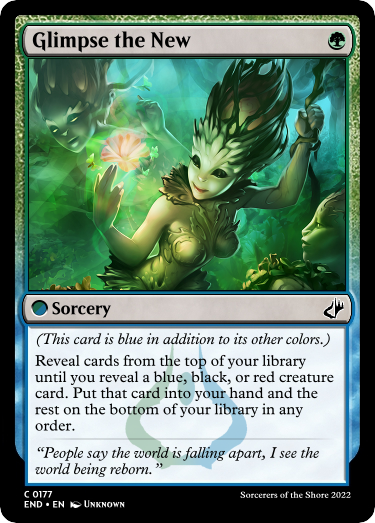 Glimpse the New
Sorcery
(This card is blue in addition to its other colors.)
Reveal cards from the top of your library
until you reveal a blue, black, or red creature
card. Put that card into your hand and the
rest on the bottom of your library in any
order.
“People say the world is falling apart, I see the
world being reborn.”
C 0177
END • EN Unknown
Sorcerers of the Shore 2022